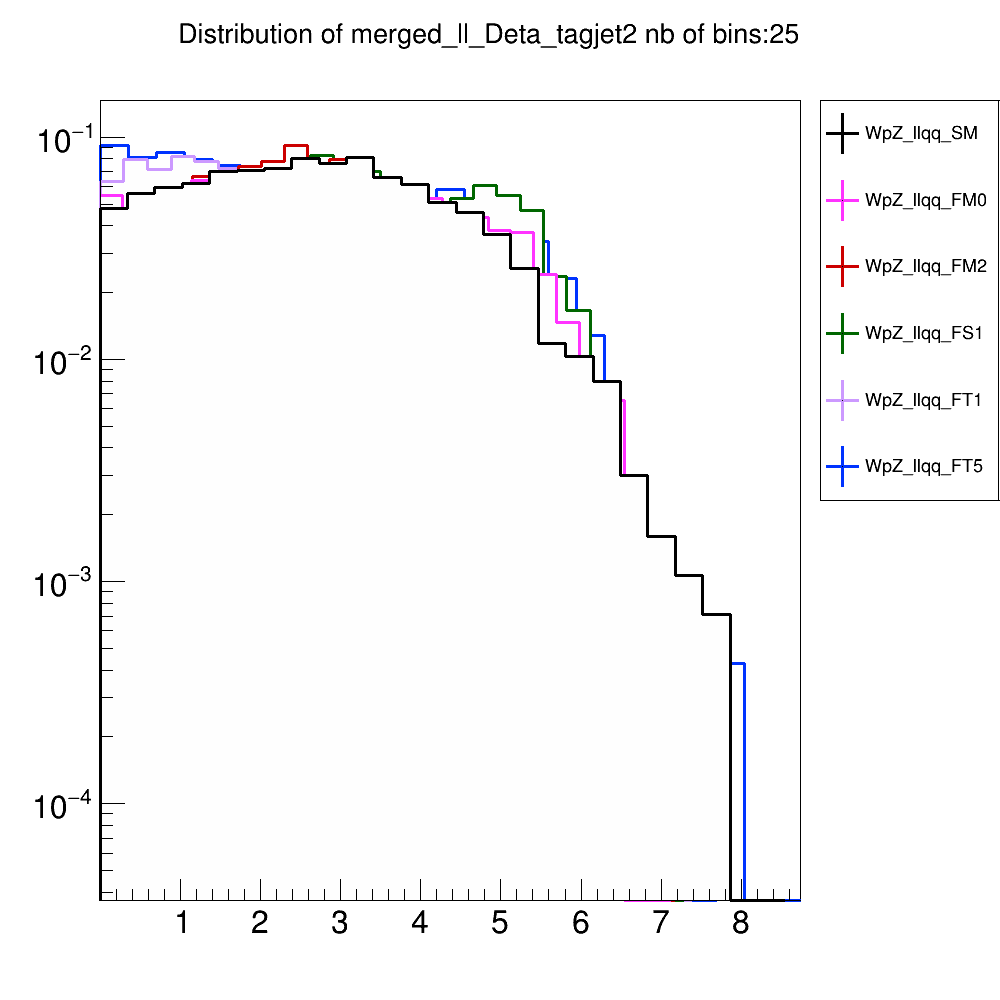 Distribution of merged_ll_Deta_tagjet2 nb of bins:25
10−1
10−2
10−3
10−4
1 2 3 4 5 6 7 8
WpZ_llqq_SM
WpZ_llqq_FM0
WpZ_llqq_FM2
WpZ_llqq_FS1
WpZ_llqq_FT1
WpZ_llqq_FT5